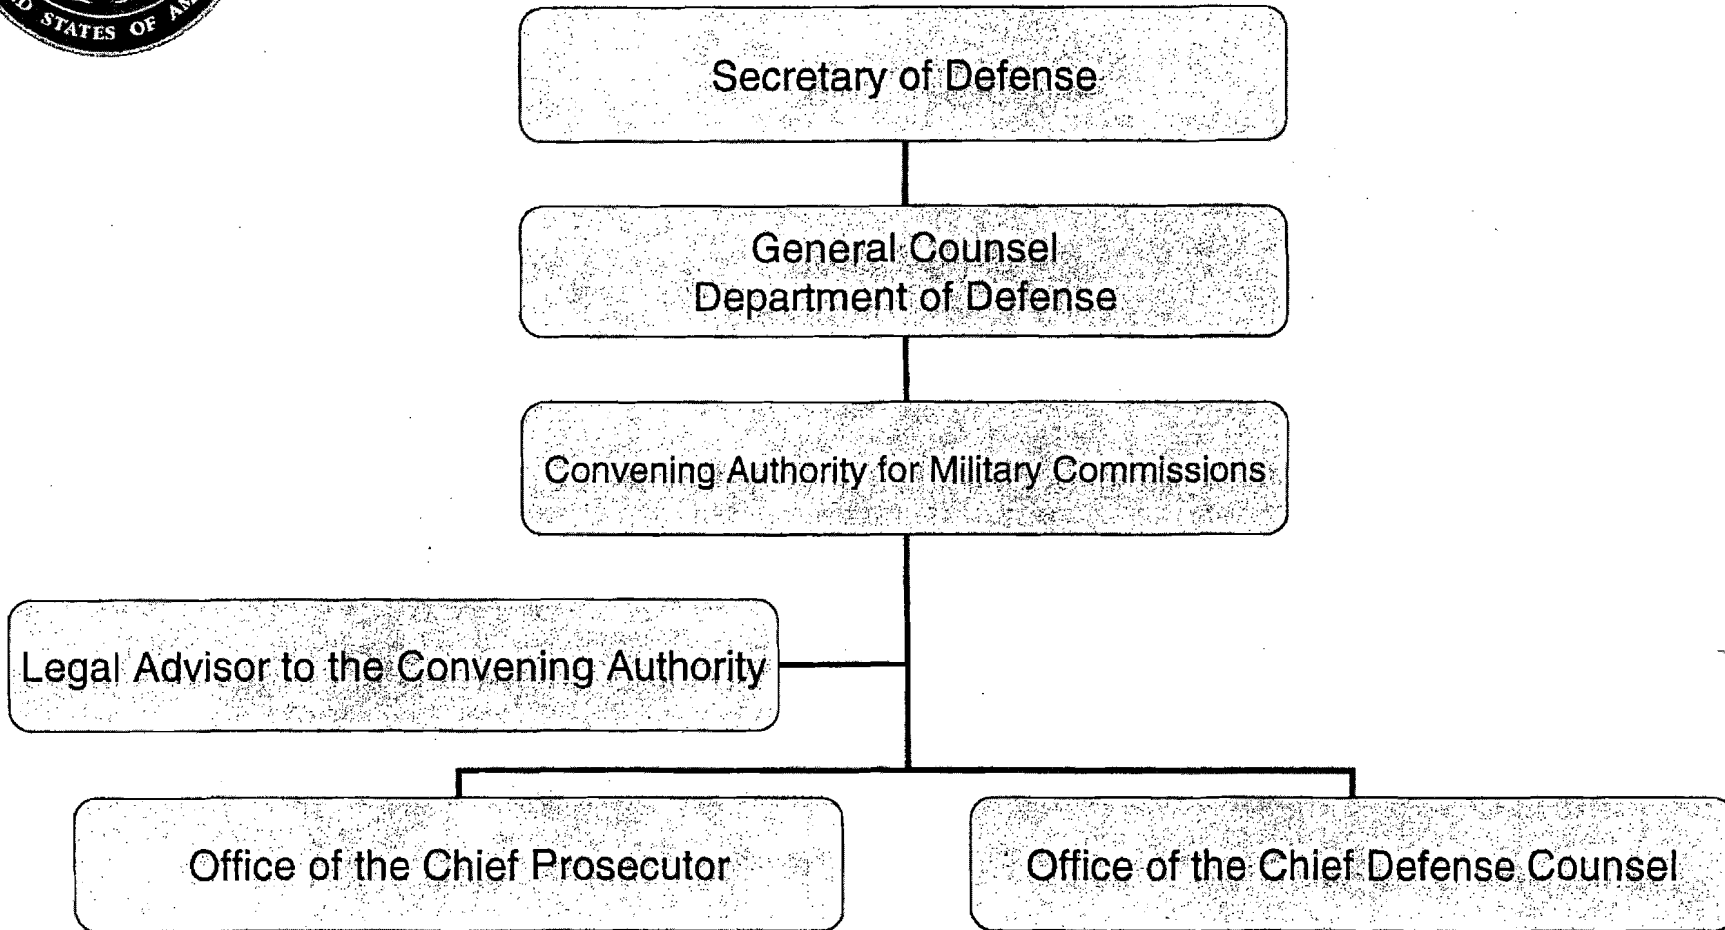 D STATES OF AM
Secretary of Defense
General Counsel
Department of Defense
Convening Authority for Military Commissions
Legal Advisor to the Convening Authority
Office of the Chief Prosecutor
Office of the Chief Defense Counsel